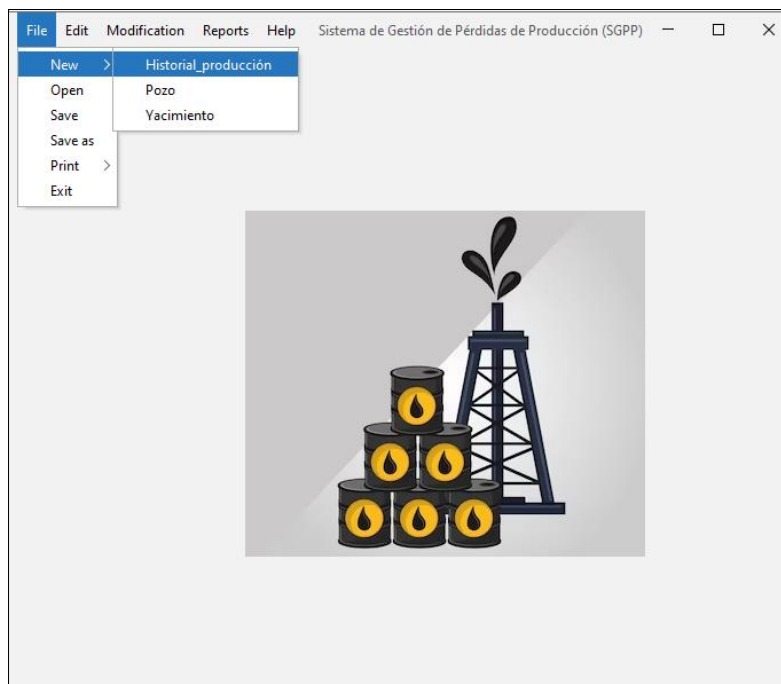 File Edit Modification Reports Help Sistema de Gestión de Pérdidas de Producción (SGPP)
New Historial_producción
Open Pozo
Save Yacimiento
Save as
Print
Exit